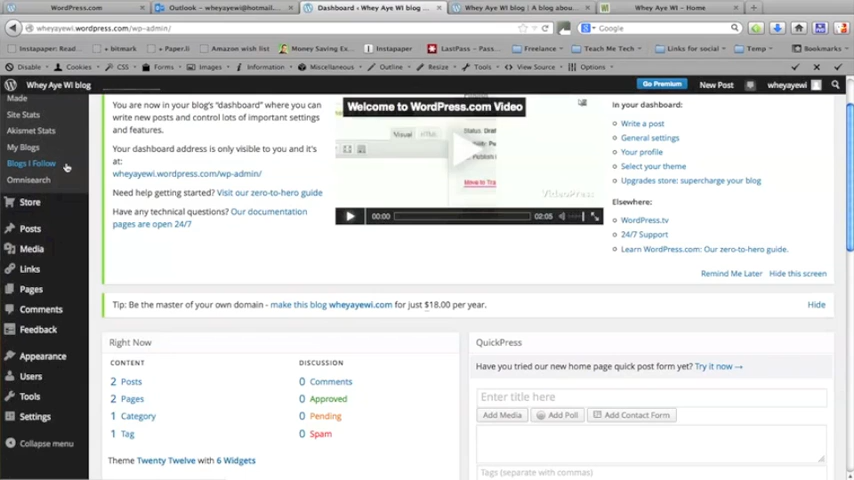 WordPress.com
Outlook – wheyayewi@hotmail....
Dashboard ‹ Whey Aye Wi blog ...
Whey Aye WI blog | A blog about...
Whey Aye WI – Home
wheyayewi.wordpress.com/wp-admin/
Google
Instapaper: Read...
+ bitmark
+ Paper.li
Amazon wish list
Money Saving Ex...
Instapaper
LastPass – Passw...
Freelance
Teach Me Tech
Links for social
Temp
Bookmarks
Disable
Cookies
CSS
Forms
Images
Information
Miscellaneous
Outline
Resize
Tools
View Source
Options
Whey Aye WI blog
Go Premium
New Post
wheyayewi
Made
Site Stats
Akismet Stats
My Blogs
Blogs I Follow
Omnisearch
Store
Posts
Media
Links
Pages
Comments
Feedback
Appearance
Users
Tools
Settings
Collapse menu
You are now in your blog's "dashboard" where you can
write new posts and control lots of important settings
and features.
Your dashboard address is only visible to you and it's
at:
wheyayewi.wordpress.com/wp-admin/
Need help getting started? Visit our zero-to-hero guide
Have any technical questions? Our documentation
pages are open 24/7
Welcome to WordPress.com Video
Visual
HTML
Status: Draf
Move to Tra
VideoPress
00:00
02:05
In your dashboard:
Write a post
General settings
Your profile
Select your theme
Upgrades store: supercharge your blog
Elsewhere:
WordPress.tv
24/7 Support
Learn WordPress.com: Our zero-to-hero guide.
Remind Me Later
Hide this screen
Tip: Be the master of your own domain - make this blog wheyayewi.com for just $18.00 per year.
Hide
Right Now
CONTENT
2 Posts
2 Pages
1 Category
1 Tag
DISCUSSION
0 Comments
0 Approved
0 Pending
0 Spam
Theme Twenty Twelve with 6 Widgets
QuickPress
Have you tried our new home page quick post form yet? Try it now →
Enter title here
Add Media
Add Poll
Add Contact Form
Tags (separate with commas)